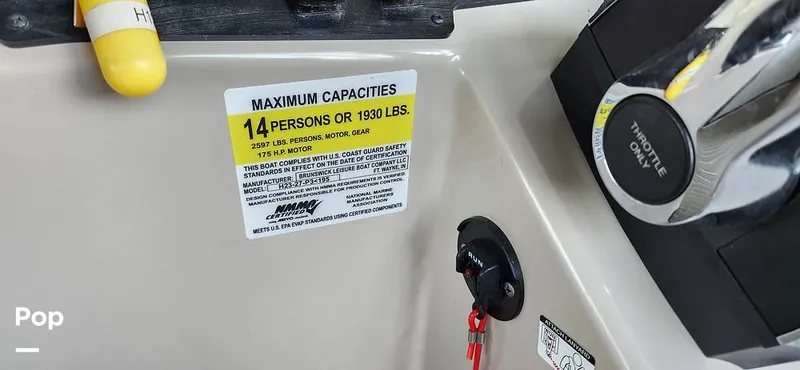 H1
MAXIMUM CAPACITIES
14 PERSONS OR 1930 LBS.
2597 LBS. PERSONS, MOTOR, GEAR
175 H.P. MOTOR
THIS BOAT COMPLIES WITH U.S. COAST GUARD SAFETY
STANDARDS IN EFFECT ON THE DATE OF CERTIFICATION
MANUFACTURER: BRUNSWICK LEISURE BOAT COMPANY LLC
MODEL: H23-27-P3<195 FT. WAYNE, IN
DESIGN COMPLIANCE WITH NMMA REQUIREMENTS IS VERIFIED.
MANUFACTURER RESPONSIBLE FOR PRODUCTION CONTROL.
NMMA
CERTIFIED
NATIONAL MARINE
MANUFACTURERS
ASSOCIATION
MEETS U.S. EPA EVAP STANDARDS USING CERTIFIED COMPONENTS
THROTTLE
ONLY
RUN
ATTACH LANYARD
Pop